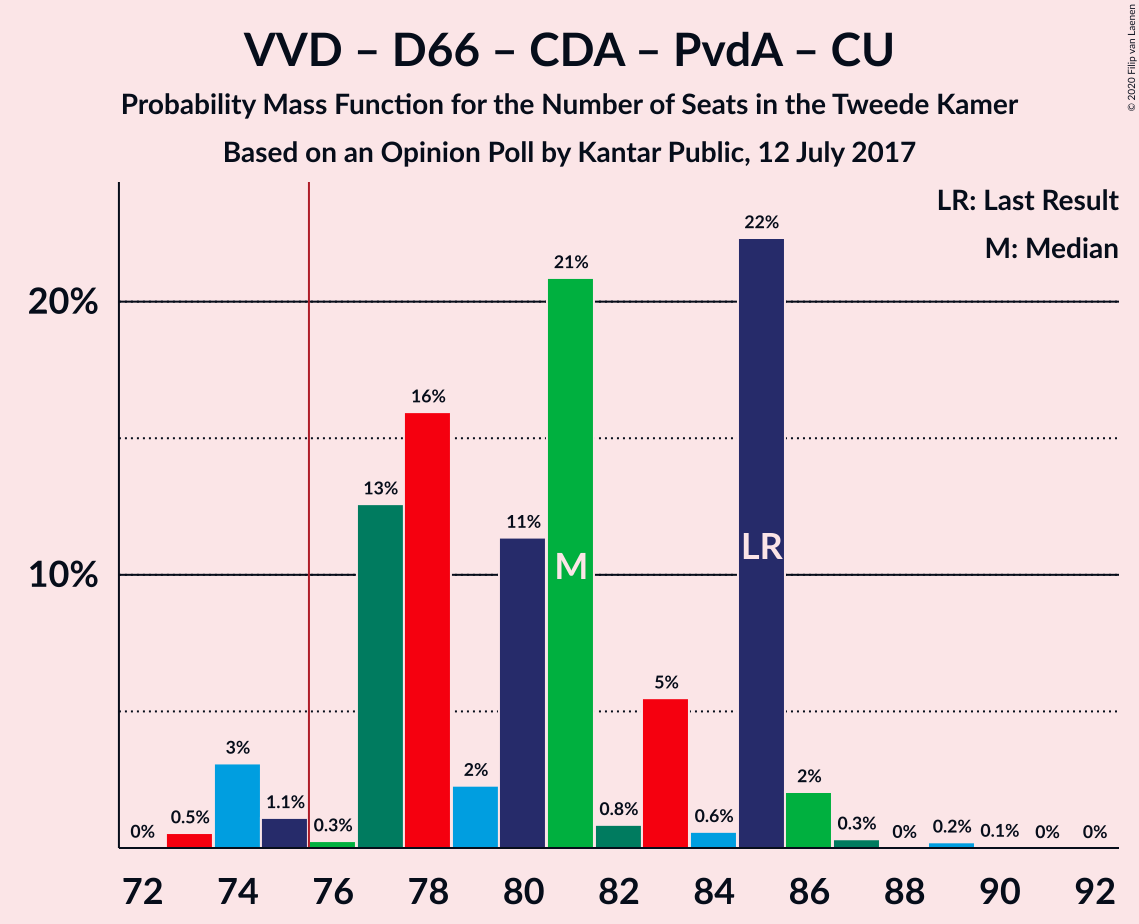 VVD – D66 – CDA – PvdA – CU
Probability Mass Function for the Number of Seats in the Tweede Kamer
Based on an Opinion Poll by Kantar Public, 12 July 2017
© 2020 Filip van Laenen
LR: Last Result
M: Median
20%
10%
0%
0.5%
3%
1.1%
0.3%
13%
16%
2%
11%
21%
0.8%
5%
0.6%
22%
2%
0.3%
0%
0.2%
0.1%
0%
0%
M
LR
72 74 76 78 80 82 84 86 88 90 92